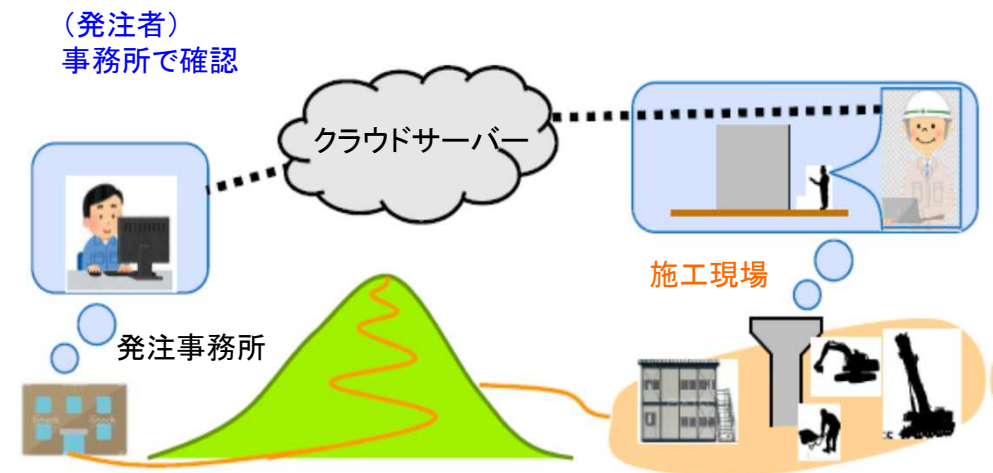 （発注者）
事務所で確認
クラウドサーバー
施工現場
発注事務所